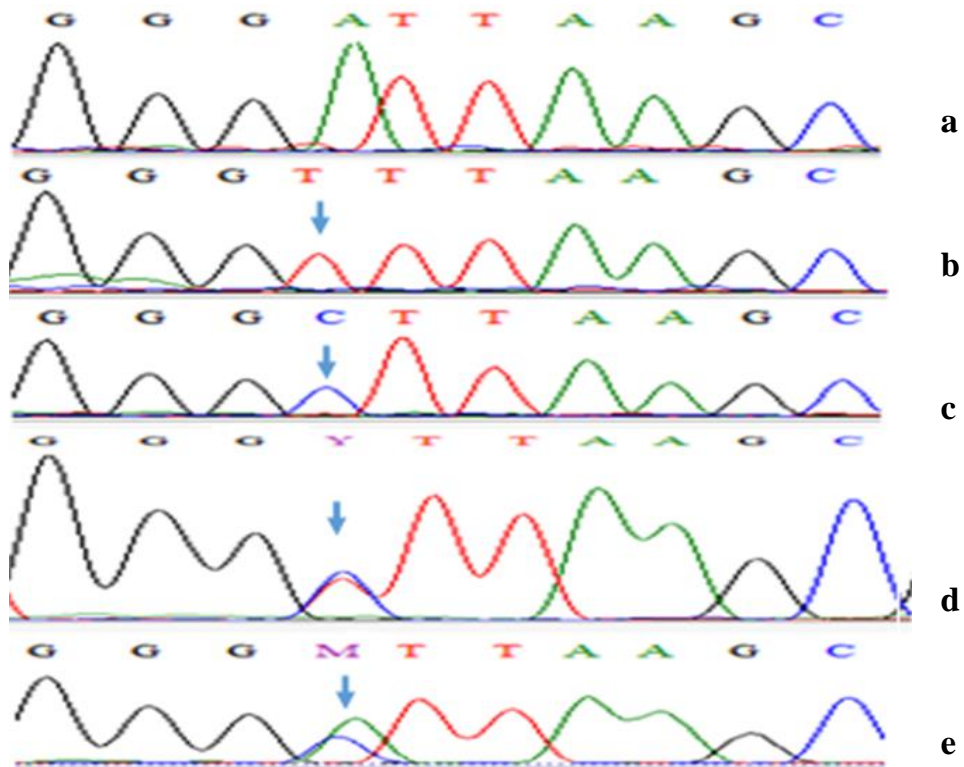 G G G A T T A A G C
a
G G G T T T A A G C
b
G G G C T T A A G C
c
G G G Y T T A A G C
d
G G G M T T A A G C
e